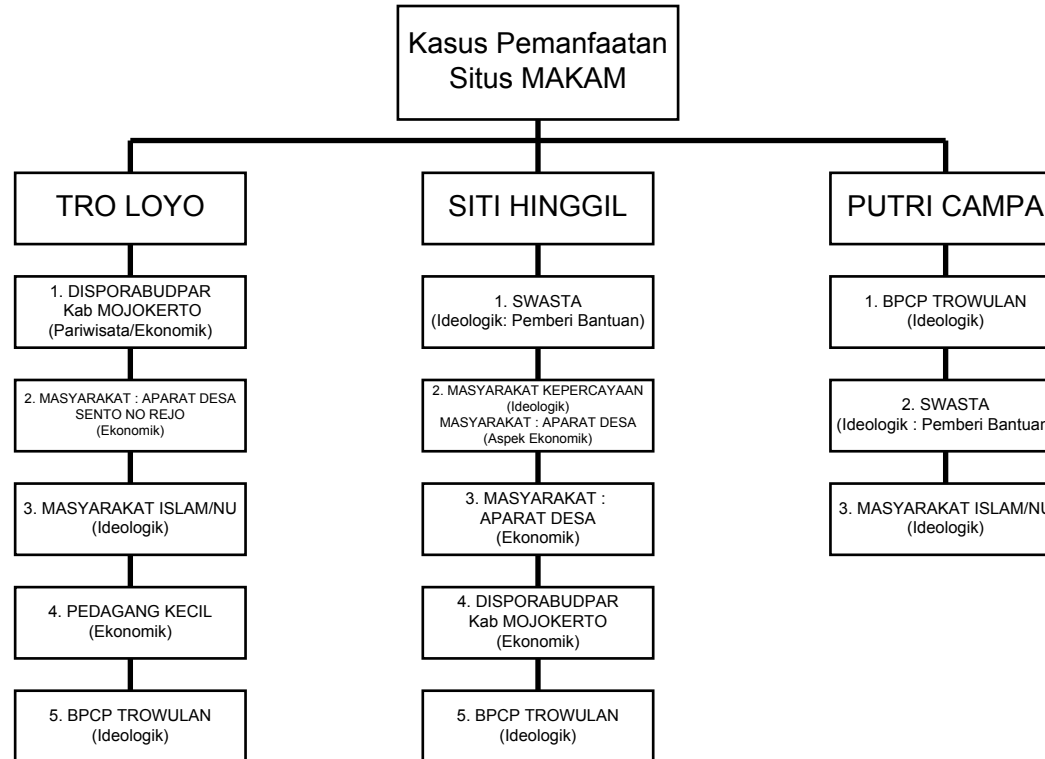 Kasus Pemanfaatan
Situs MAKAM
TRO LOYO
1. DISPORABUDPAR
Kab MOJOKERTO
(Pariwisata/Ekonomik)
2. MASYARAKAT : APARAT DESA
SENTO NO REJO
(Ekonomik)
3. MASYARAKAT ISLAM/NU
(Ideologik)
4. PEDAGANG KECIL
(Ekonomik)
5. BPCP TROWULAN
(Ideologik)
SITI HINGGIL
1. SWASTA
(Ideologik: Pemberi Bantuan)
2. MASYARAKAT KEPERCAYAAN
(Ideologik)
MASYARAKAT : APARAT DESA
(Aspek Ekonomik)
3. MASYARAKAT :
APARAT DESA
(Ekonomik)
4. DISPORABUDPAR
Kab MOJOKERTO
(Ekonomik)
5. BPCP TROWULAN
(Ideologik)
PUTRI CAMPA
1. BPCP TROWULAN
(Ideologik)
2. SWASTA
(Ideologik : Pemberi Bantuan
3. MASYARAKAT ISLAM/NU
(Ideologik)